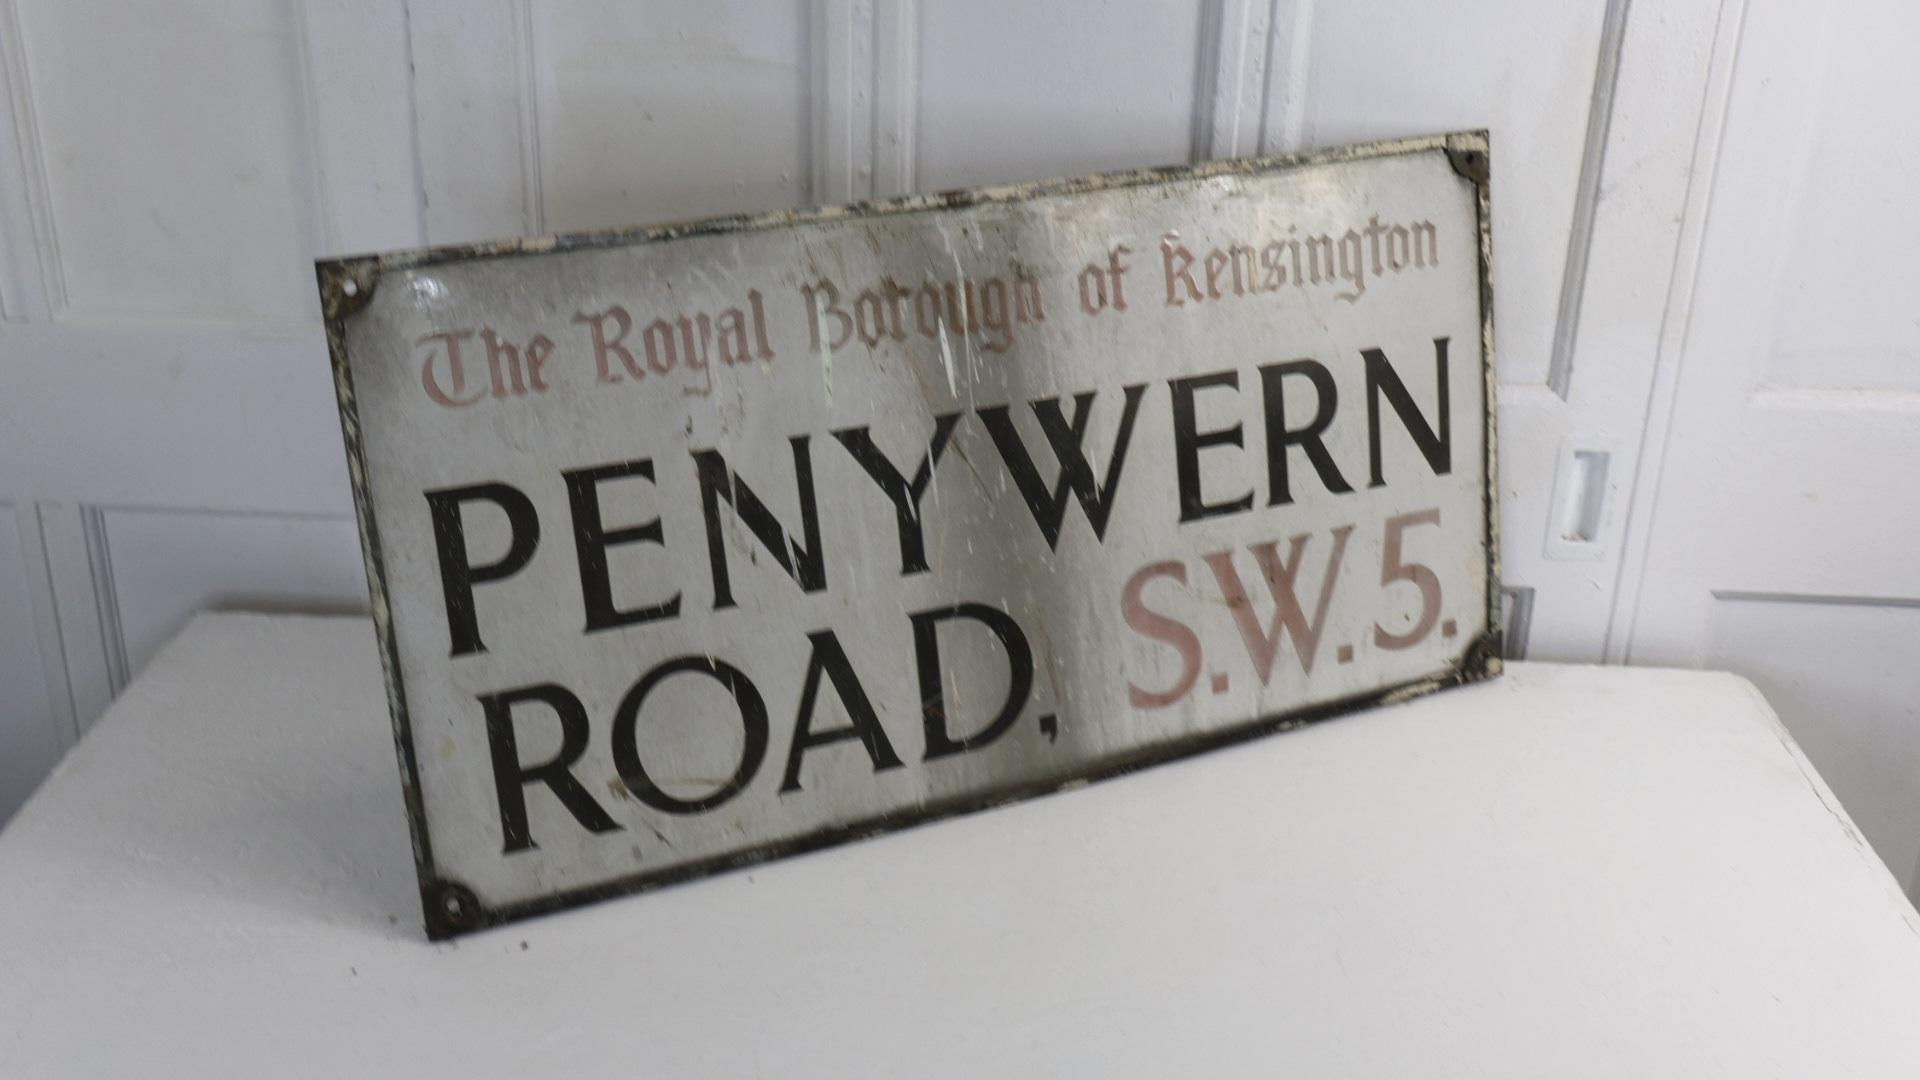 The Royal Borough of Kensington
PENYWERN
ROAD, S.W.5.